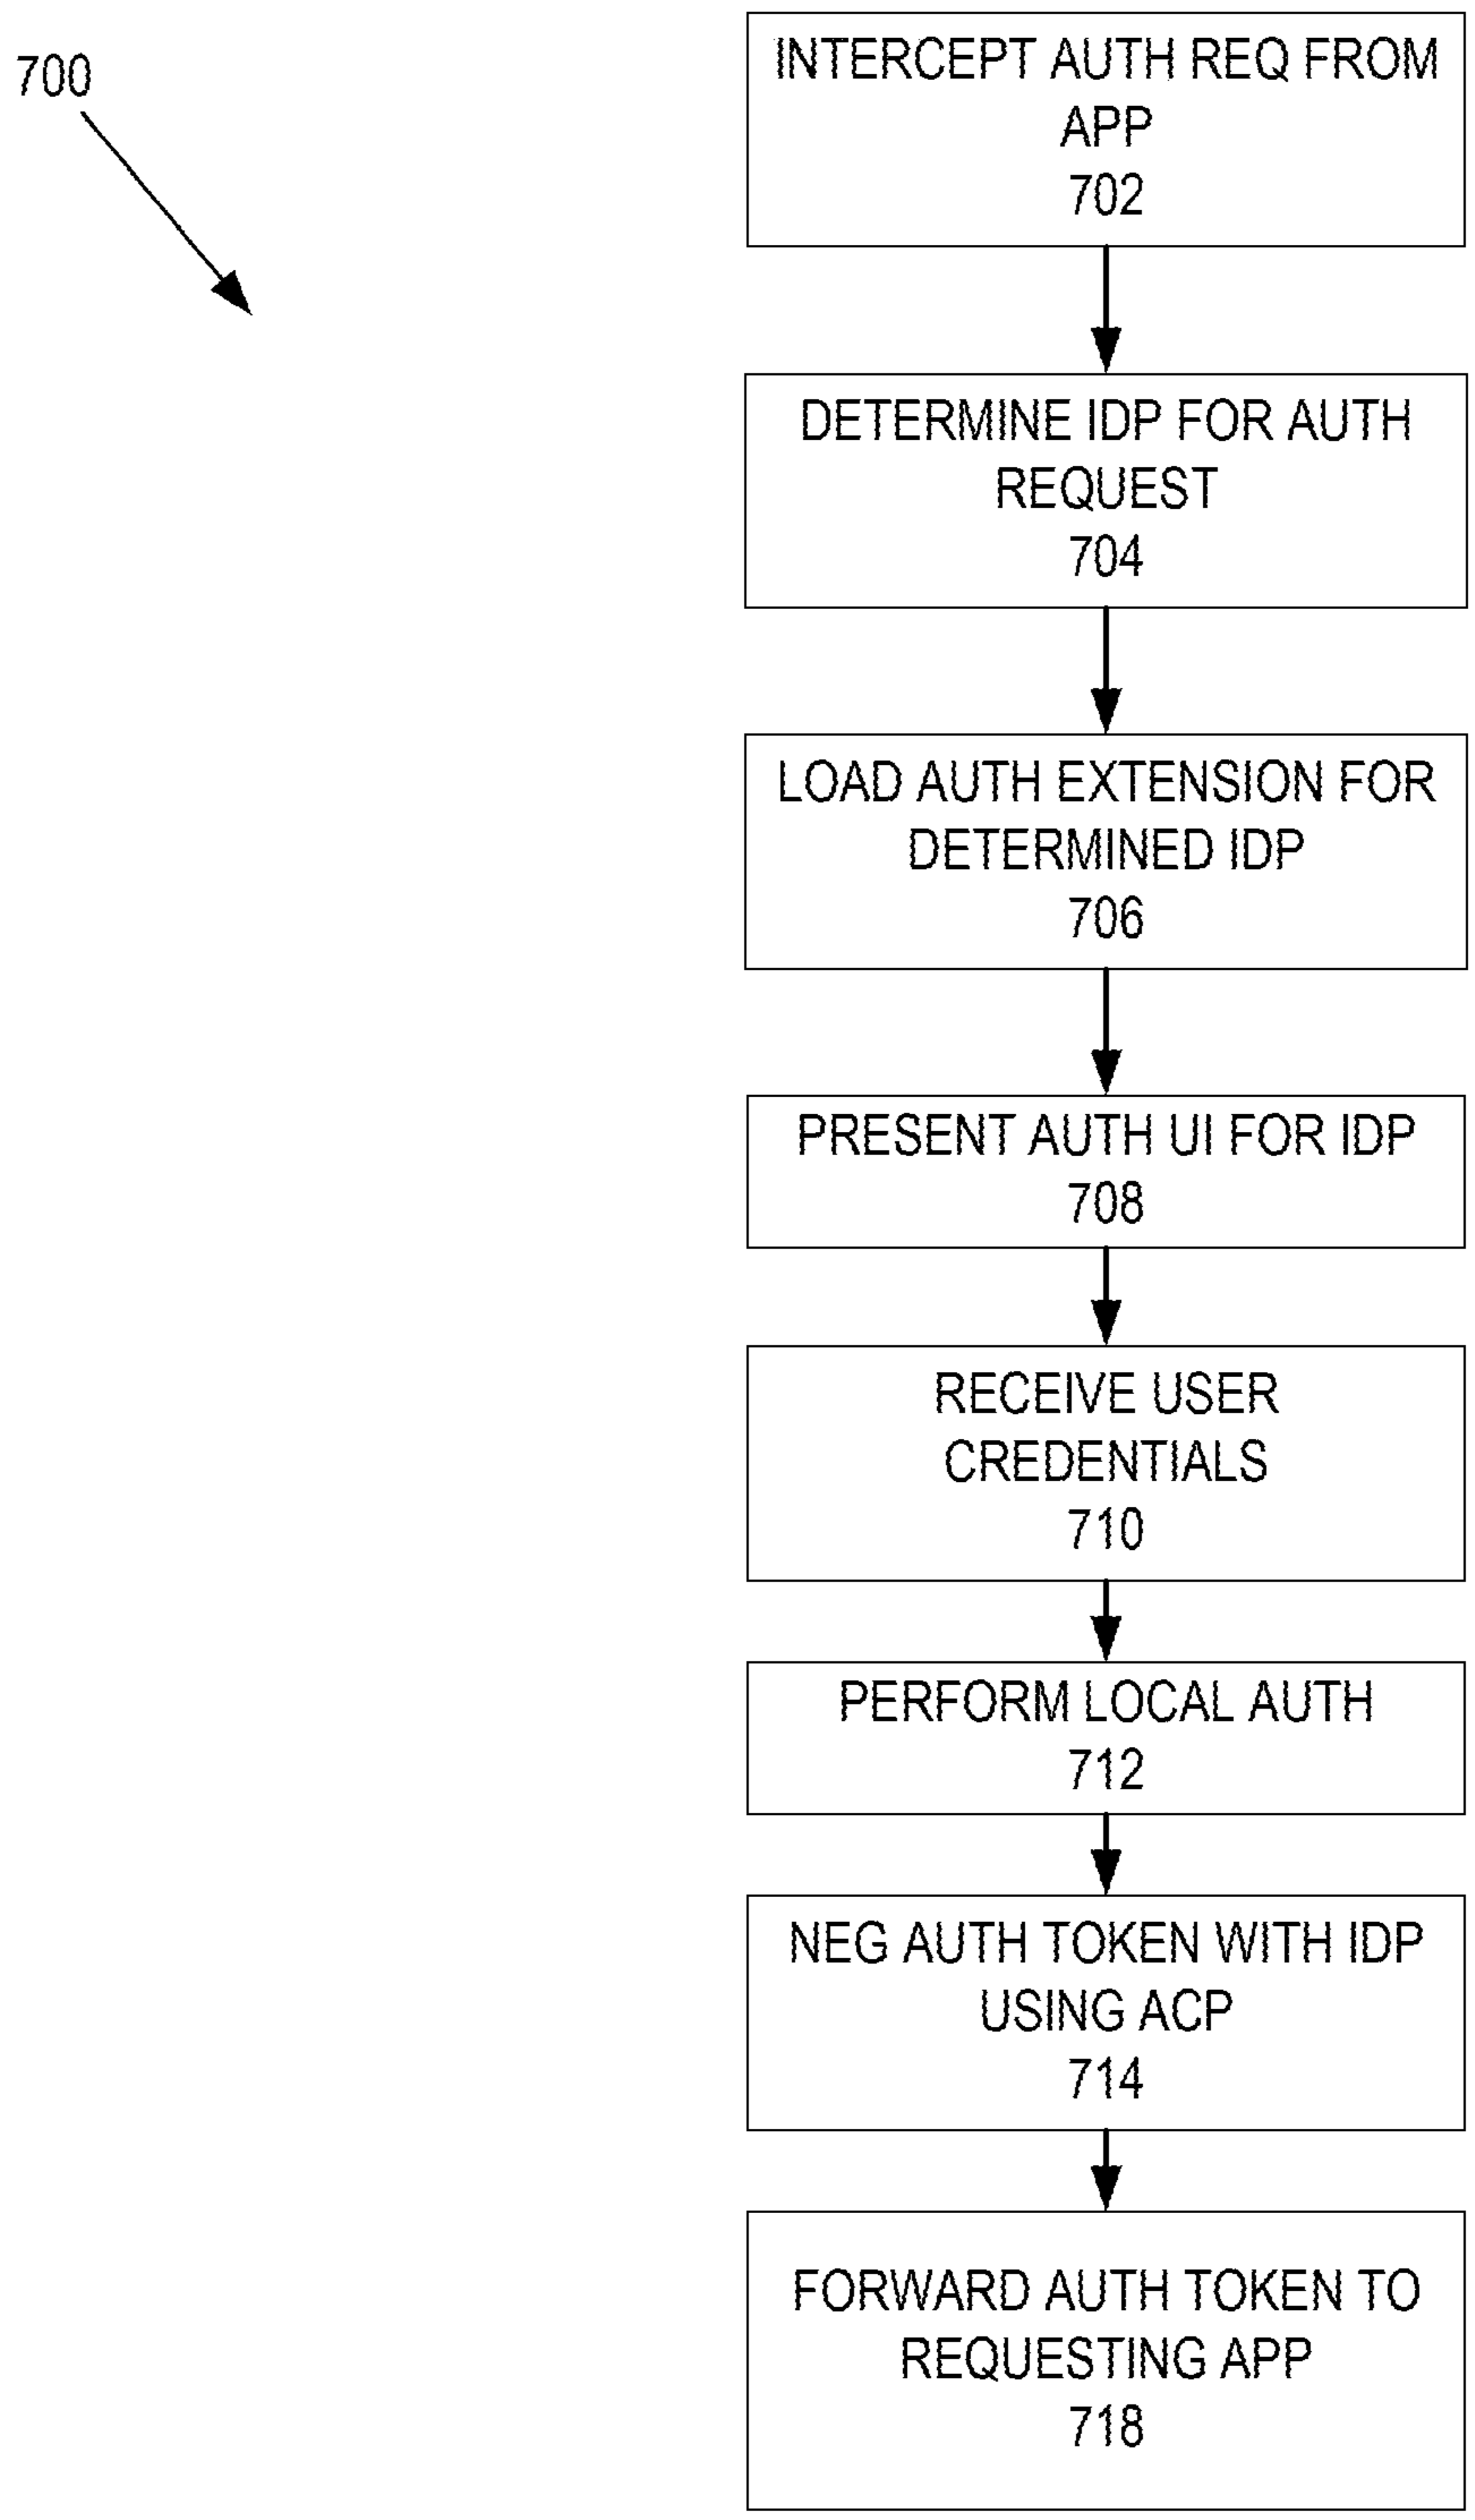 700
INTERCEPT AUTH REQ FROM
APP
702
DETERMINE IDP FOR AUTH
REQUEST
704
LOAD AUTH EXTENSION FOR
DETERMINED IDP
706
PRESENT AUTH UI FOR IDP
708
RECEIVE USER
CREDENTIALS
710
PERFORM LOCAL AUTH
712
NEG AUTH TOKEN WITH IDP
USING ACP
714
FORWARD AUTH TOKEN TO
REQUESTING APP
718